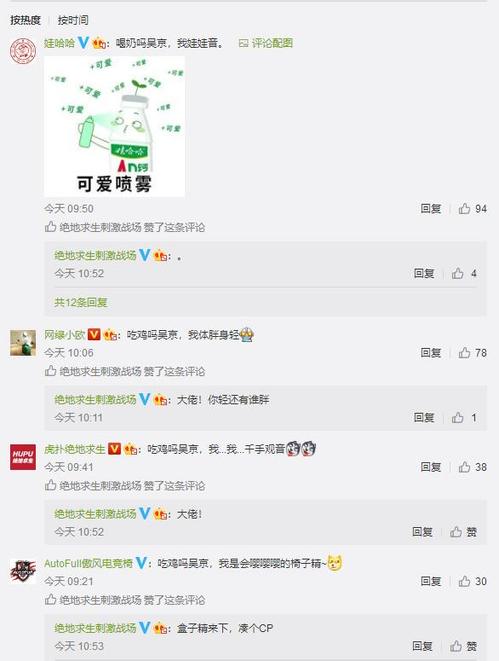 按热度 | 按时间
娃哈哈：喝奶吗吴京，我娃娃音。 评论配图
+可爱
+可爱
+可爱
+可爱
+可爱
+可爱
娃哈哈
AD钙
可爱喷雾
今天 09:50 回复 94
绝地求生刺激战场 赞了这条评论
绝地求生刺激战场：。
今天 10:52 回复 4
共12条回复
网绿小欧：吃鸡吗吴京，我体胖身轻
今天 10:06 回复 78
绝地求生刺激战场 赞了这条评论
绝地求生刺激战场：大佬！你轻还有谁胖
今天 10:11 回复 1
虎扑绝地求生：吃鸡吗吴京，我...我...千手观音
HUPU
今天 09:41 回复 38
绝地求生刺激战场 赞了这条评论
绝地求生刺激战场：大佬！
今天 10:52 回复 赞
AutoFull傲风电竞椅：吃鸡吗吴京，我是会嘤嘤嘤的椅子精~
今天 09:21 回复 30
绝地求生刺激战场 赞了这条评论
绝地求生刺激战场：盒子精来下，凑个CP
今天 10:53 回复 赞